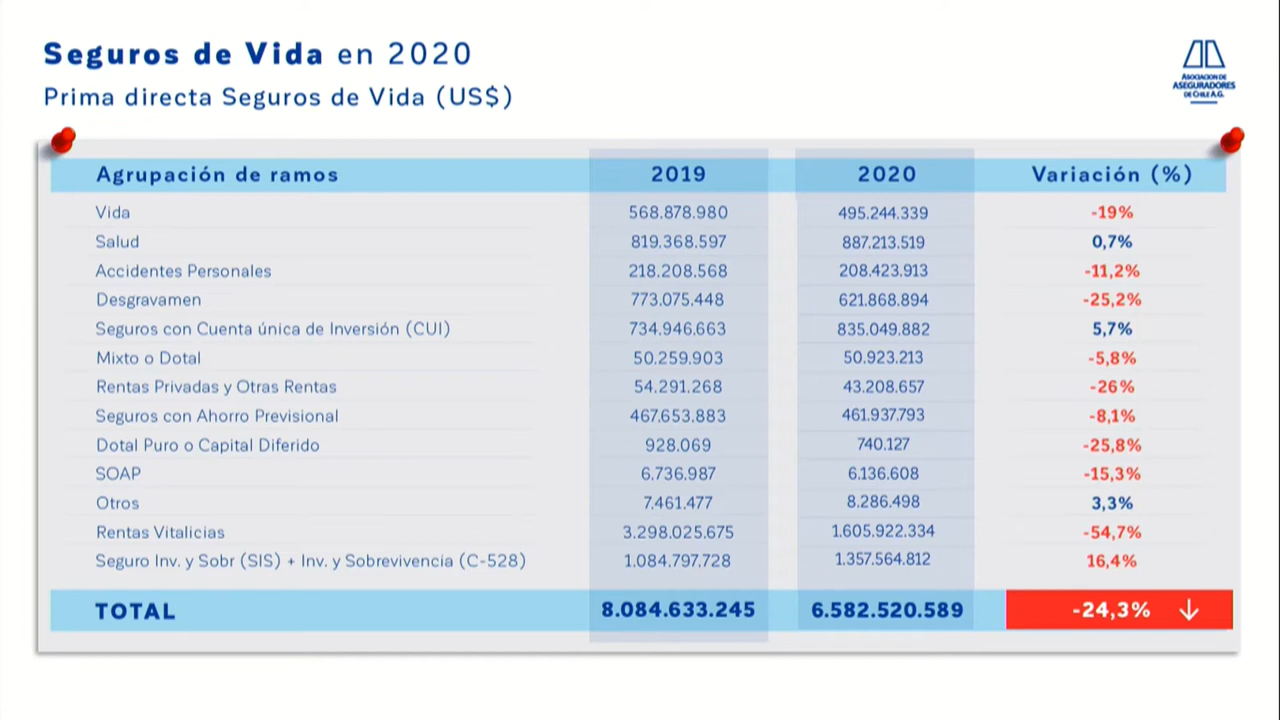 Seguros de Vida en 2020
Prima directa Seguros de Vida (US$)
ASOCIACION DE
ASEGURADORES
DE CHILE A.G.
Agrupación de ramos 2019 2020 Variación (%)
Vida 568.878.980 495.244.339 -19%
Salud 819.368.597 887.213.519 0,7%
Accidentes Personales 218.208.568 208.423.913 -11,2%
Desgravamen 773.075.448 621.868.894 -25,2%
Seguros con Cuenta única de Inversión (CUI) 734.946.663 835.049.882 5,7%
Mixto o Dotal 50.259.903 50.923.213 -5,8%
Rentas Privadas y Otras Rentas 54.291.268 43.208.657 -26%
Seguros con Ahorro Previsional 467.653.883 461.937.793 -8,1%
Dotal Puro o Capital Diferido 928.069 740.127 -25,8%
SOAP 6.736.987 6.136.608 -15,3%
Otros 7.461.477 8.286.498 3,3%
Rentas Vitalicias 3.298.025.675 1.605.922.334 -54,7%
Seguro Inv. y Sobr (SIS) + Inv. y Sobrevivencia (C-528) 1.084.797.728 1.357.564.812 16,4%
TOTAL 8.084.633.245 6.582.520.589 -24,3% ↓